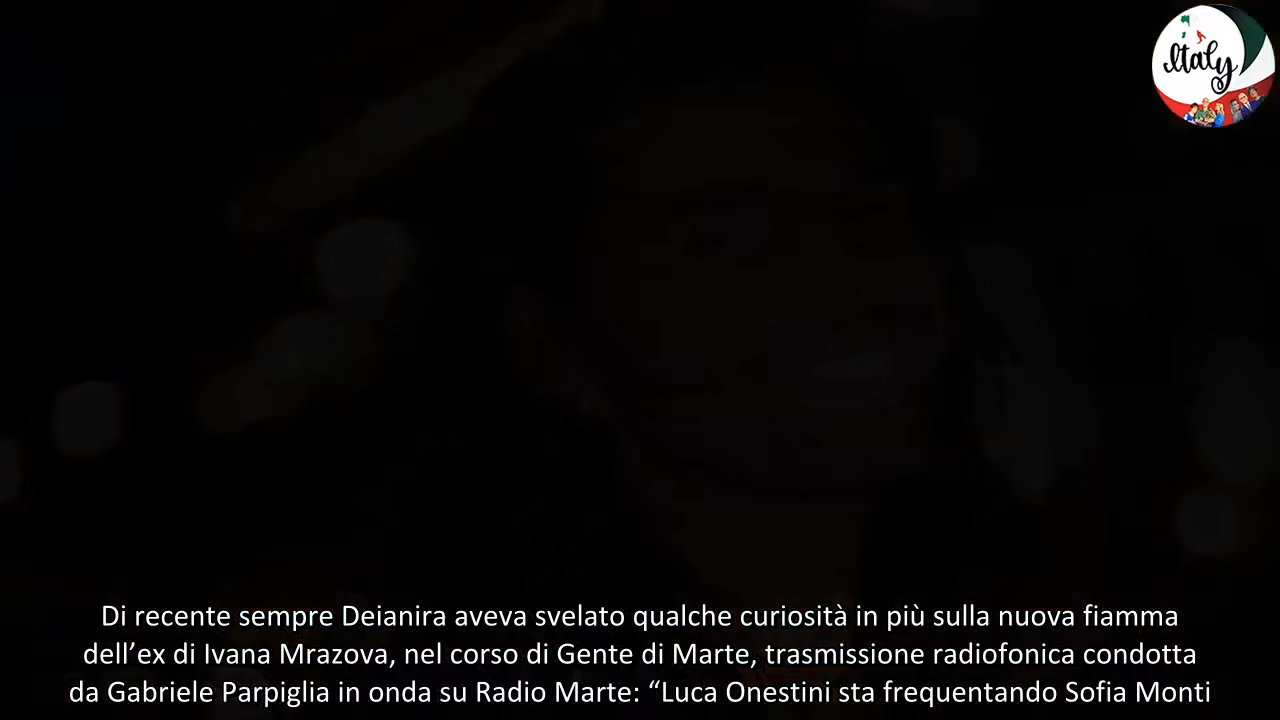 Italy
Di recente sempre Deianira aveva svelato qualche curiosità in più sulla nuova fiamma
dell’ex di Ivana Mrazova, nel corso di Gente di Marte, trasmissione radiofonica condotta
da Gabriele Parpiglia in onda su Radio Marte: “Luca Onestini sta frequentando Sofia Monti